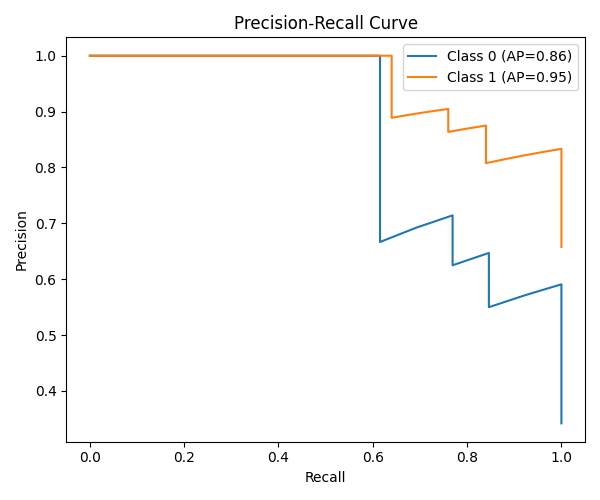 Precision-Recall Curve
Class 0 (AP=0.86)
Class 1 (AP=0.95)
1.0
0.9
0.8
0.7
0.6
0.5
0.4
Precision
0.0 0.2 0.4 0.6 0.8 1.0
Recall